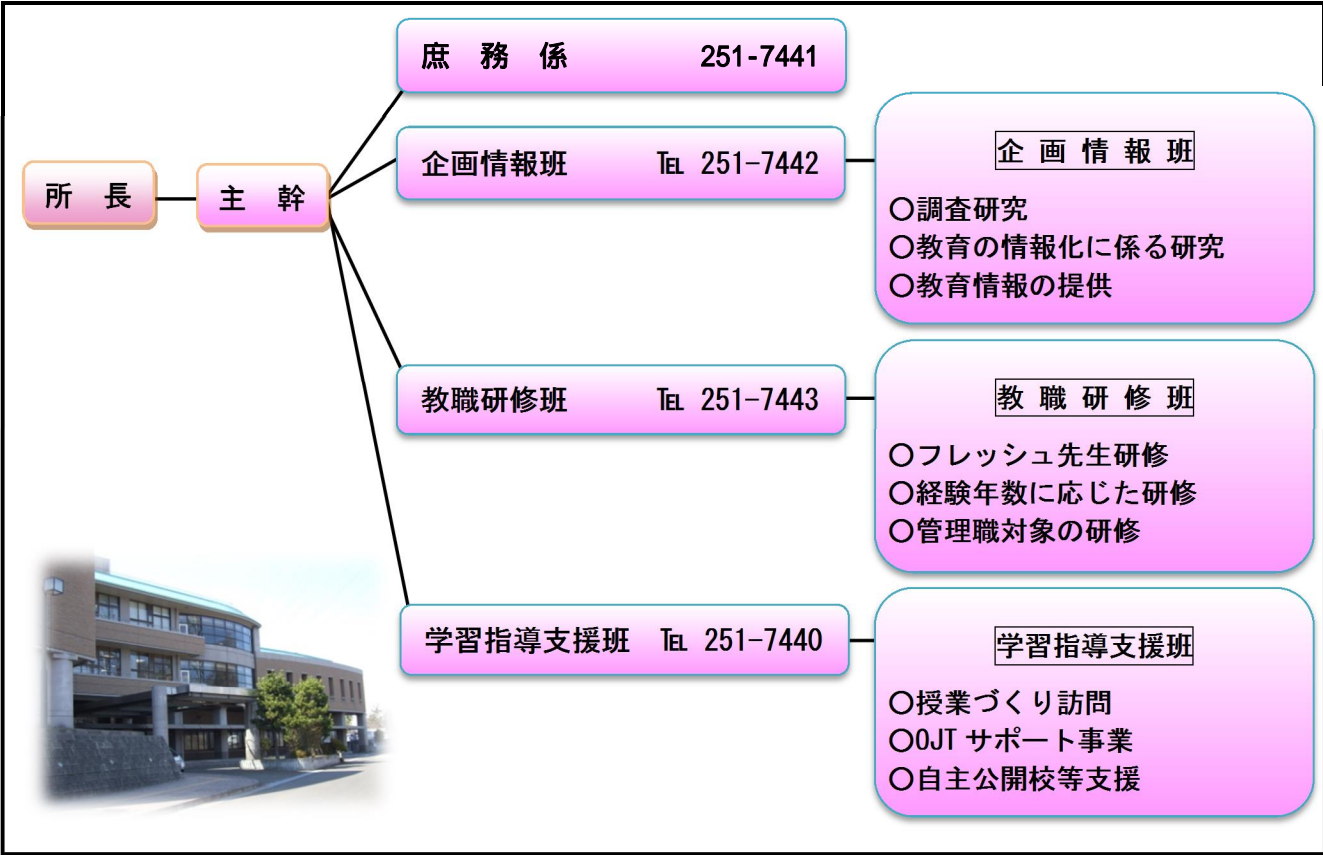 所 長
主 幹
庶 務 係 251-7441
企画情報班 ℡ 251-7442
企 画 情 報 班
○調査研究
○教育の情報化に係る研究
○教育情報の提供
教職研修班 ℡ 251-7443
教 職 研 修 班
○フレッシュ先生研修
○経験年数に応じた研修
○管理職対象の研修
学習指導支援班 ℡ 251-7440
学習指導支援班
○授業づくり訪問
○OJT サポート事業
○自主公開校等支援